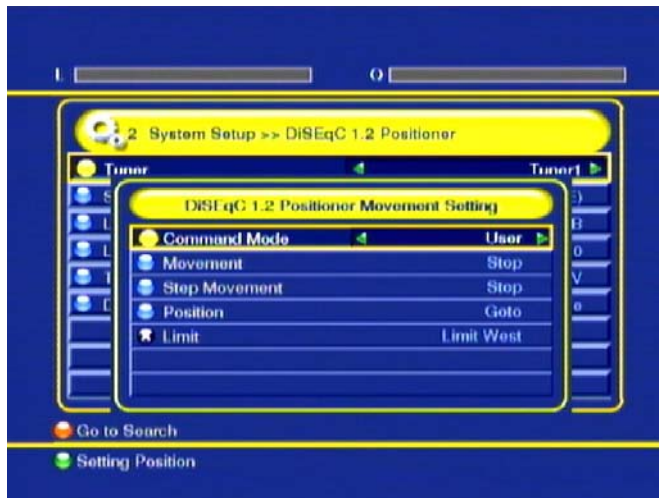 L Q
2 System Setup >> DiSEqC 1.2 Positioner
Tuner Tuner1
DiSEqC 1.2 Positioner Movement Setting
Command Mode User
Movement Stop
Step Movement Stop
Position Goto
Limit Limit West
Go to Search
Setting Position